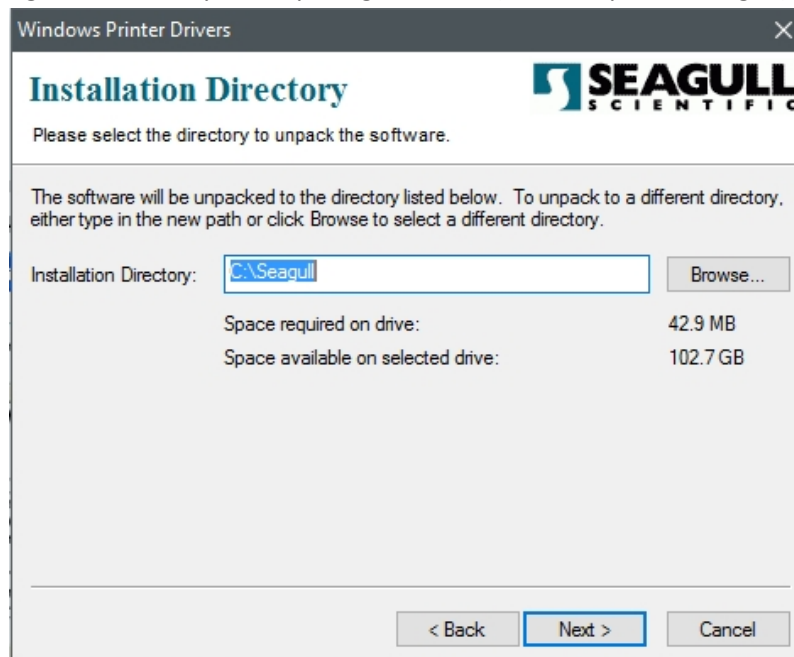 Windows Printer Drivers
Installation Directory
SEAGULL
SCIENTIFIC
Please select the directory to unpack the software.
The software will be unpacked to the directory listed below. To unpack to a different directory,
either type in the new path or click Browse to select a different directory.
Installation Directory: C:\Seagull Browse...
Space required on drive: 42.9 MB
Space available on selected drive: 102.7 GB
< Back Next > Cancel